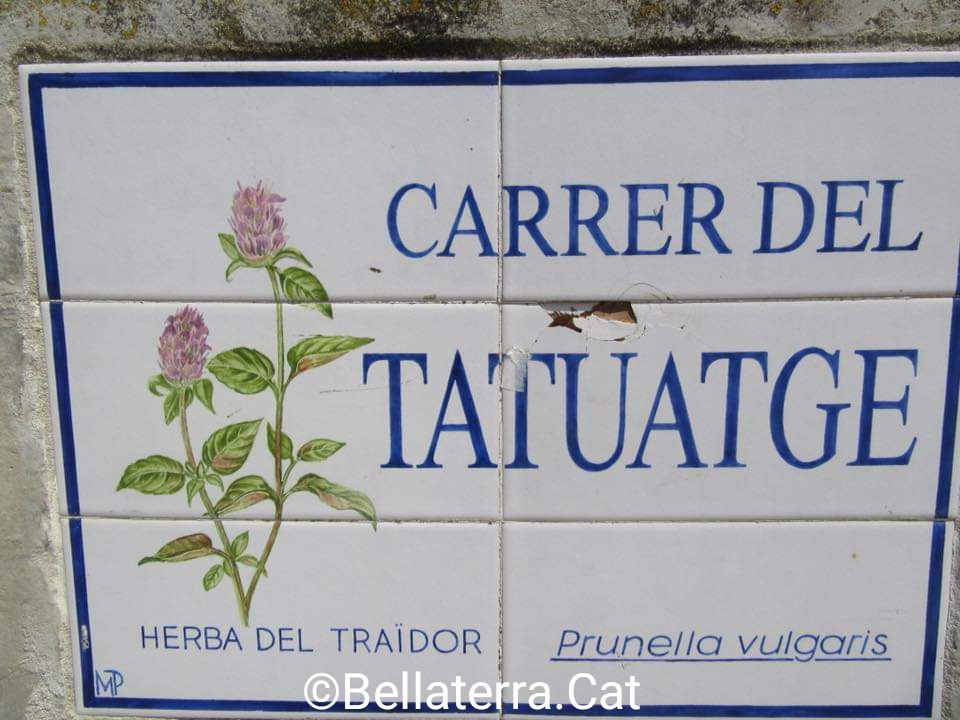 CARRER DEL
TATUATGE
HERBA DEL TRAÏDOR
Prunella vulgaris
MP
©Bellaterra.Cat